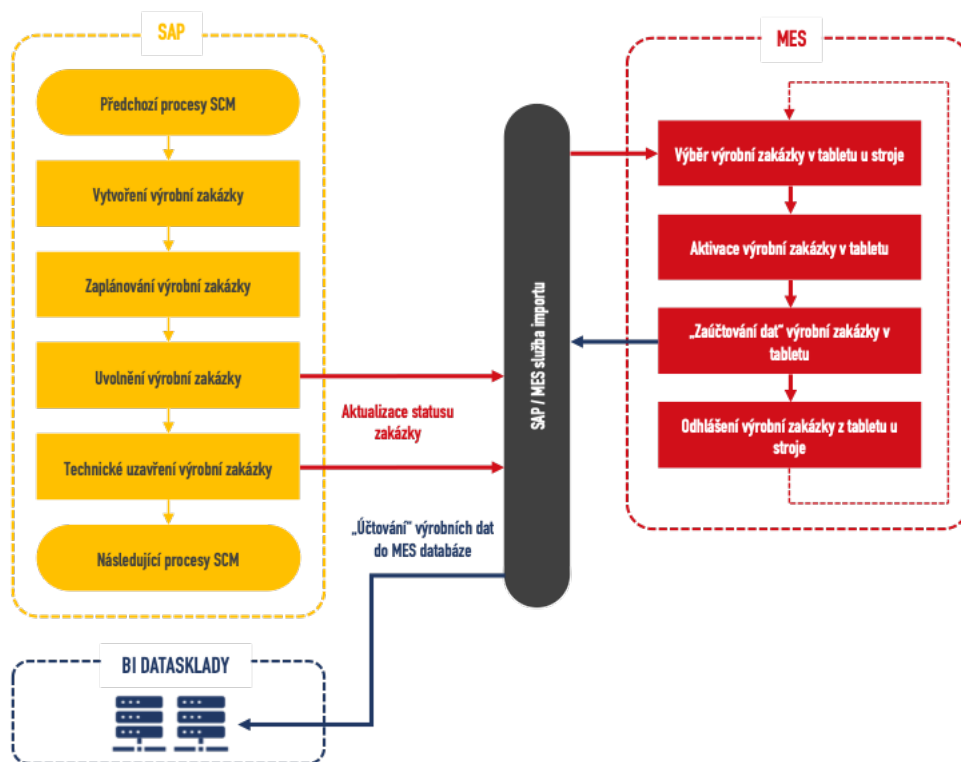 SAP
Předchozí procesy SCM
Vytvoření výrobní zakázky
Zaplánování výrobní zakázky
Uvolnění výrobní zakázky
Technické uzavření výrobní zakázky
Následující procesy SCM
Aktualizace statusu
zakázky
„Účtování“ výrobních dat
do MES databáze
SAP / MES služba importu
MES
Výběr výrobní zakázky v tabletu u stroje
Aktivace výrobní zakázky v tabletu
„Zaúčtování dat“ výrobní zakázky v
tabletu
Odhlášení výrobní zakázky z tabletu u
stroje
BI DATASKLADY